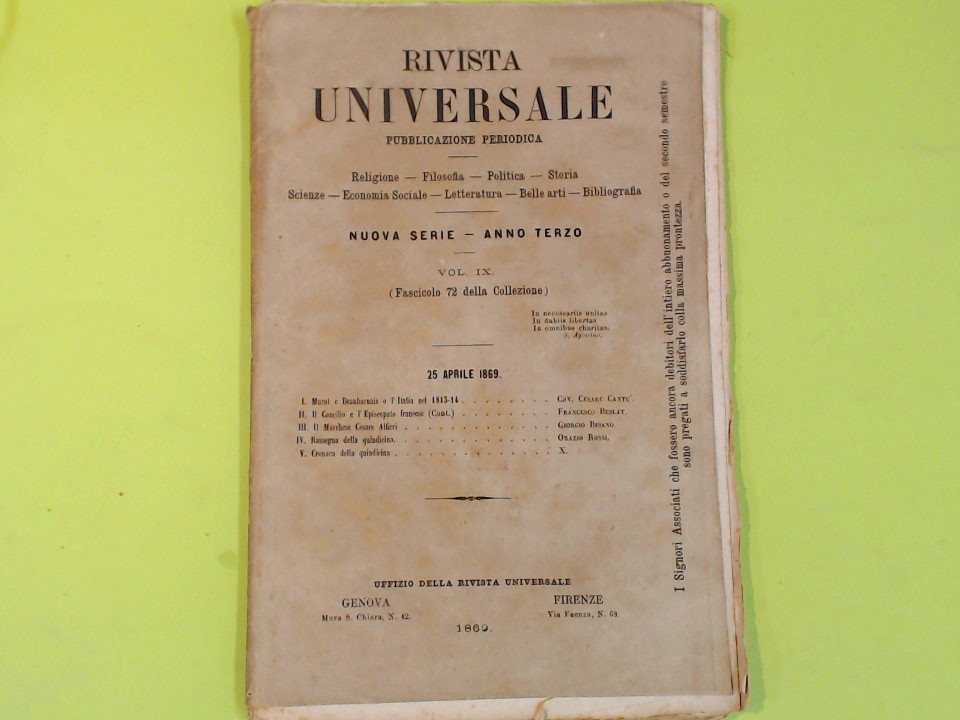 RIVISTA
UNIVERSALE
PUBBLICAZIONE PERIODICA
Religione — Filosofia — Politica — Storia
Scienze — Economia Sociale — Letteratura — Belle arti — Bibliografia
NUOVA SERIE — ANNO TERZO
VOL. IX.
(Fascicolo 72 della Collezione)
In necessariis unitas
In dubiis libertas
In omnibus charitas.
S. Agostino.
25 APRILE 1869.
I. Murat e Beauharnais o l'Italia nel 1813-14 . . . . . . . Cav. Cesare Cantù
II. Il Concilio e l'Episcopato francese (Cont.) . . . . . . . Francesco Beslay.
III. Il Marchese Cesare Alfieri . . . . . . . . . . . . Giorgio Briano
IV. Rassegna della quindicina. . . . . . . . . . . . . Orazio Rossi.
V. Cronaca della quindicina . . . . . . . . . . . . . X.
UFFIZIO DELLA RIVISTA UNIVERSALE
GENOVA
Mura S. Chiara, N. 42.
FIRENZE
Via Faenza, N. 68
1869.
I Signori Associati che fossero ancora debitori dell'intiero abbuonamento o del secondo semestre
sono pregati a soddisfarlo colla massima prontezza.